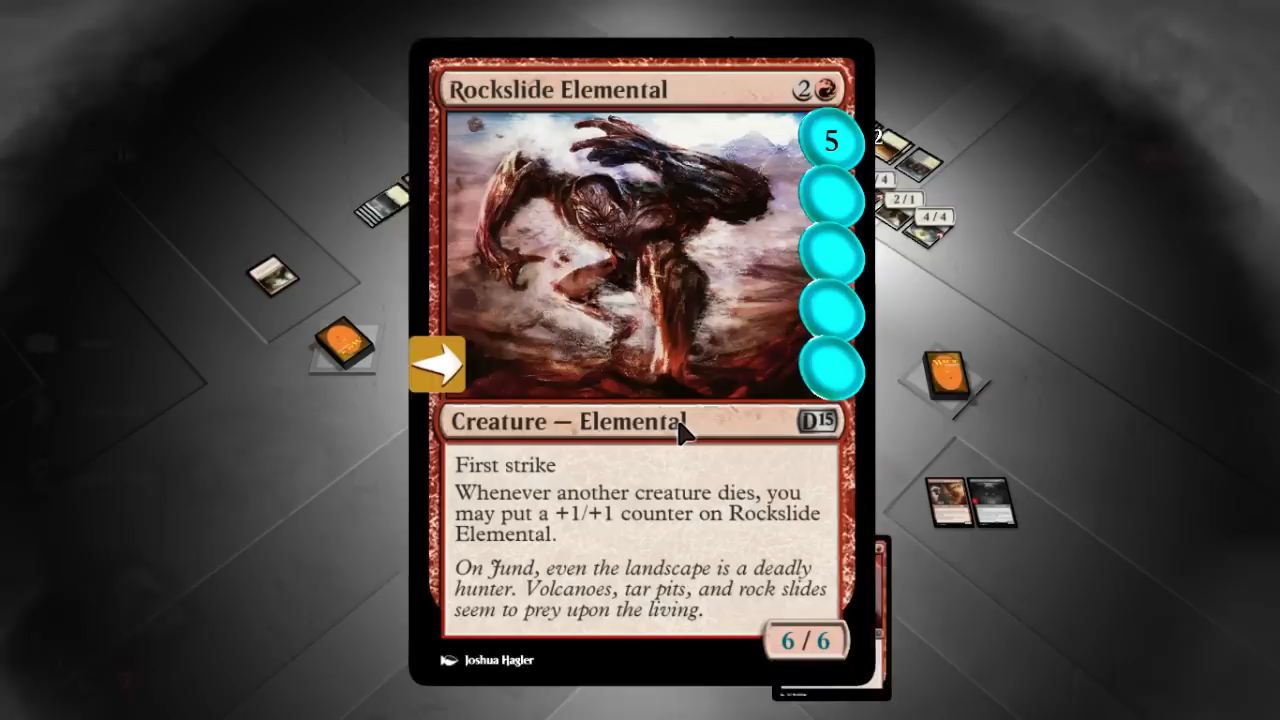 Rockslide Elemental
2
5
2
/ 4
2 / 1
4 / 4
Creature — Elemental
D15
First strike
Whenever another creature dies, you
may put a +1/+1 counter on Rockslide
Elemental.
On Jund, even the landscape is a deadly
hunter. Volcanoes, tar pits, and rock slides
seem to prey upon the living.
6 / 6
Joshua Hagler